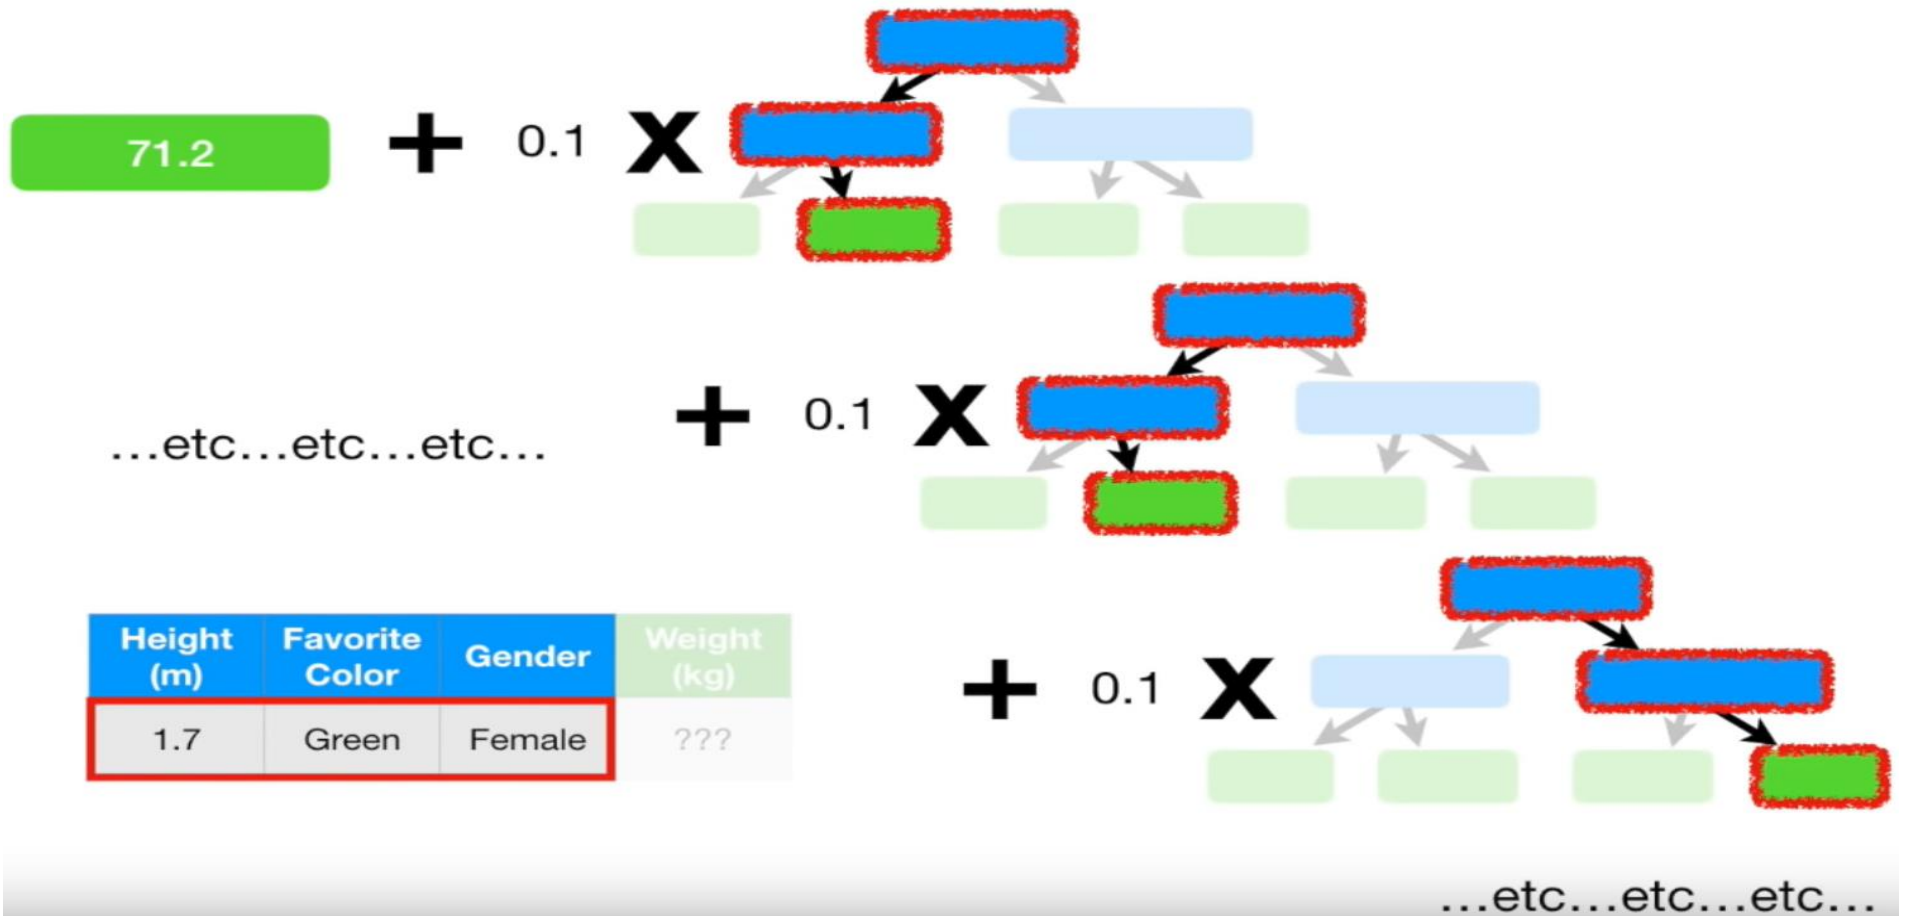 71.2
+ 0.1 X
+ 0.1 X
...etc...etc...etc...
Height (m) Favorite Color Gender Weight (kg)
1.7 Green Female ???
+ 0.1 X
...etc...etc...etc...